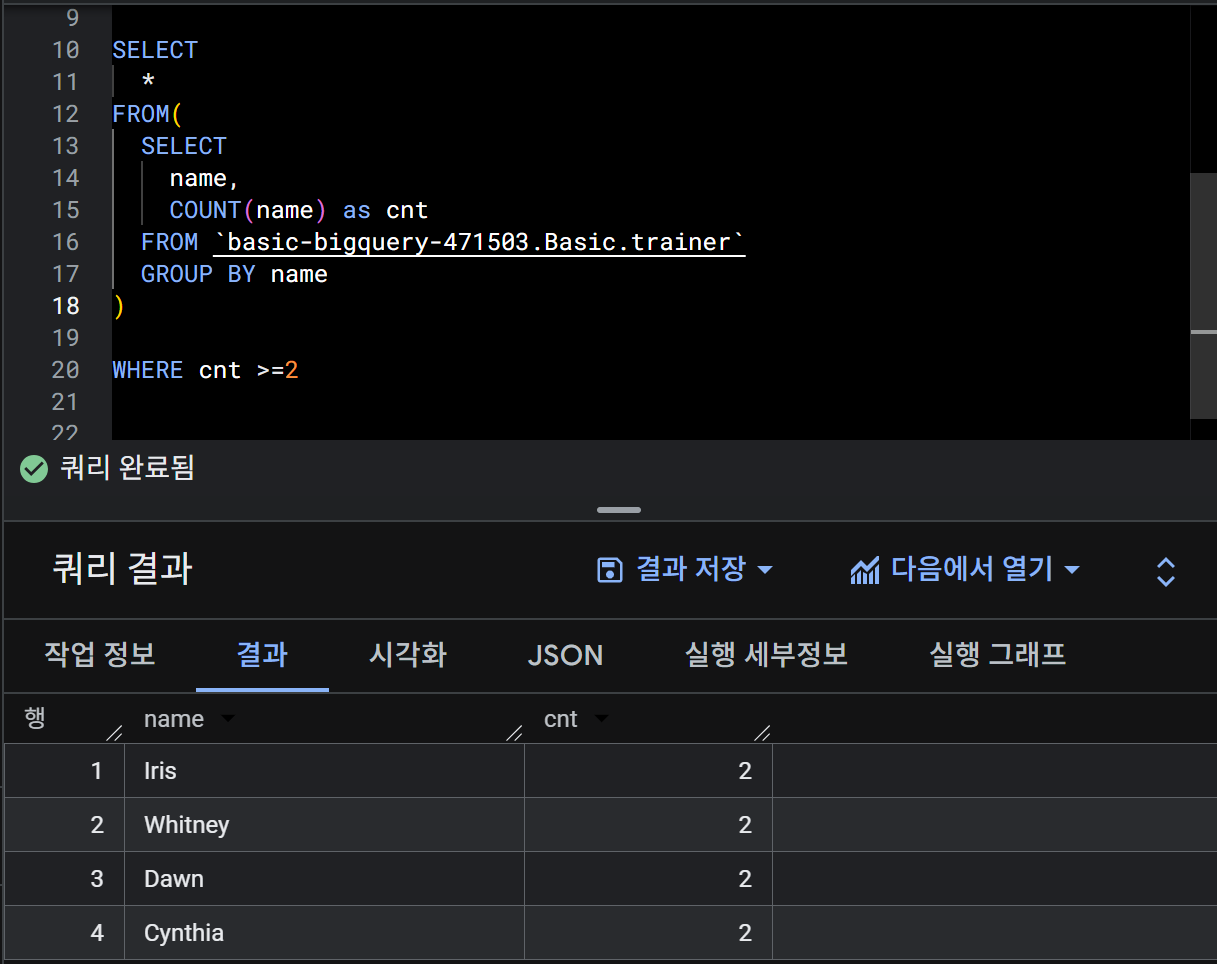 9
10 SELECT
11 *
12 FROM(
13 SELECT
14 name,
15 COUNT(name) as cnt
16 FROM `basic-bigquery-471503.Basic.trainer`
17 GROUP BY name
18 )
19
20 WHERE cnt >=2
21
22
쿼리 완료됨
쿼리 결과 결과 저장 다음에서 열기
작업 정보 결과 시각화 JSON 실행 세부정보 실행 그래프
행 name cnt
1 Iris 2
2 Whitney 2
3 Dawn 2
4 Cynthia 2